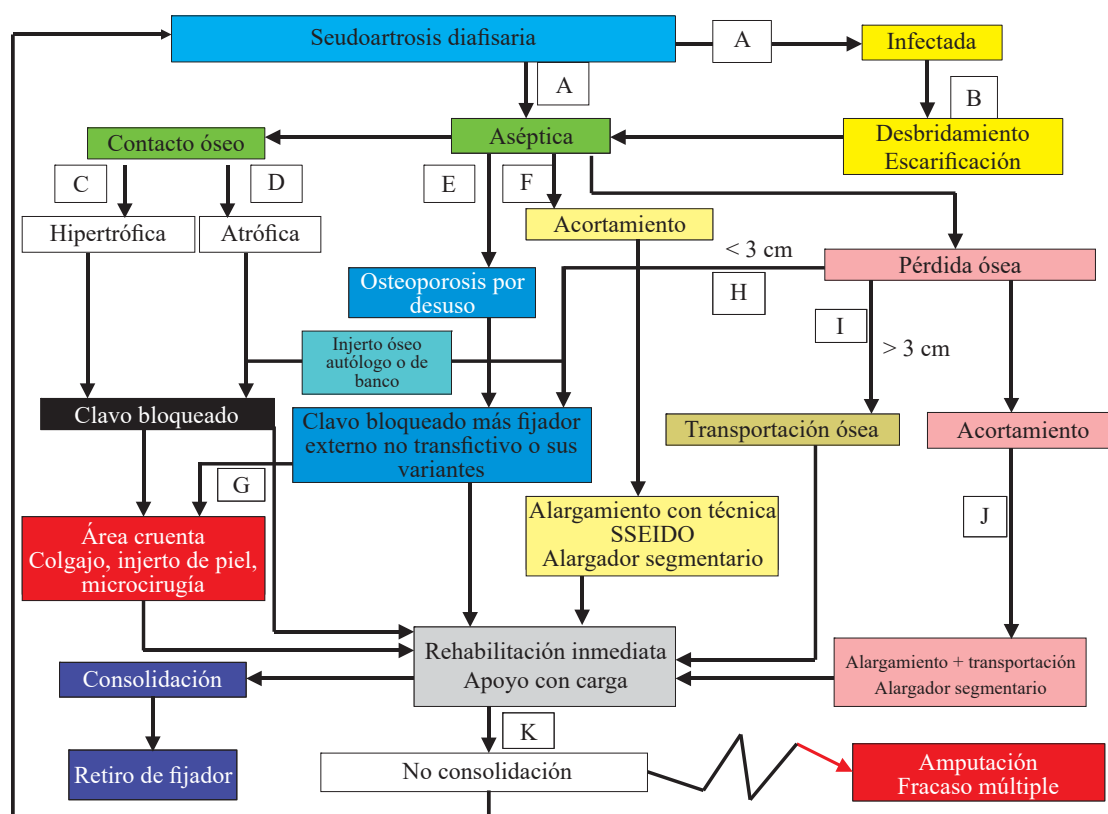 Seudoartrosis diafisaria
A
Infectada
A
B
Contacto óseo
Aséptica
Desbridamiento
Escarificación
C
D
E
F
Hipertrófica
Atrófica
Acortamiento
< 3 cm
Pérdida ósea
Osteoporosis por
desuso
H
I
Injerto óseo
autólogo o de
banco
> 3 cm
Clavo bloqueado
Clavo bloqueado más fijador
externo no transfictivo o sus
variantes
Transportación ósea
Acortamiento
G
Área cruenta
Colgajo, injerto de piel,
microcirugía
Alargamiento con técnica
SSEIDO
Alargador segmentario
J
Rehabilitación inmediata
Apoyo con carga
Alargamiento + transportación
Alargador segmentario
Consolidación
K
Retiro de fijador
No consolidación
Amputación
Fracaso múltiple